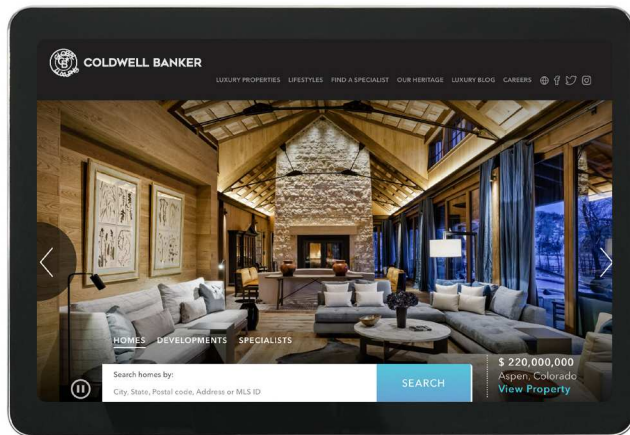 COLDWELL BANKER
LUXURY PROPERTIES LIFESTYLES FIND A SPECIALIST OUR HERITAGE LUXURY BLOG CAREERS
HOMES DEVELOPMENTS SPECIALISTS
Search homes by:
City, State, Postal code, Address or MLS ID
SEARCH
$ 220,000,000
Aspen, Colorado
View Property